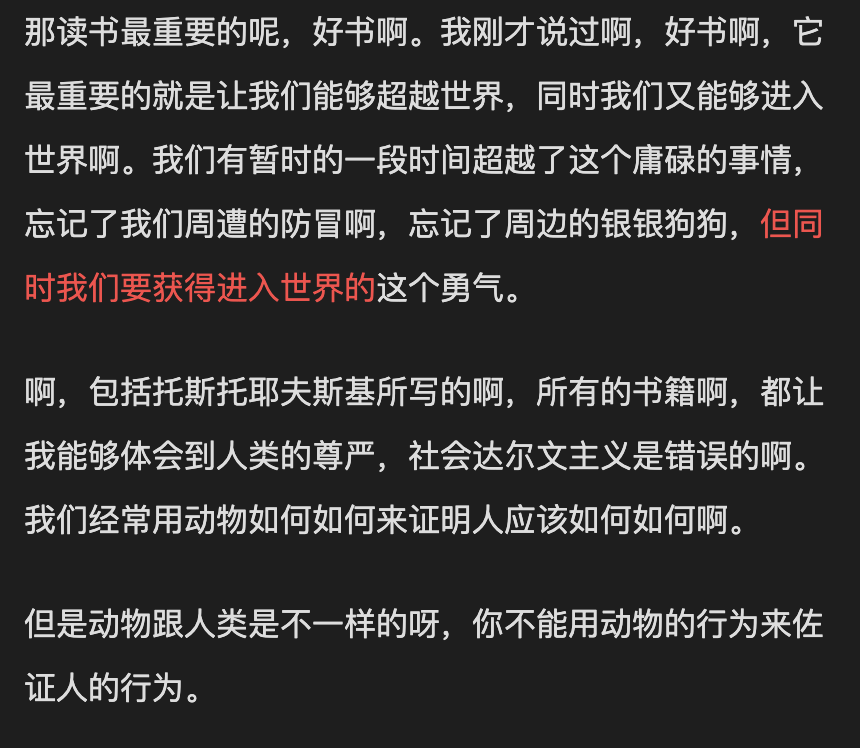 那读书最重要的呢，好书啊。我刚才说过啊，好书啊，它
最重要的就是让我们能够超越世界，同时我们又能够进入
世界啊。我们有暂时的一段时间超越了这个庸碌的事情，
忘记了我们周遭的防冒啊，忘记了周边的银银狗狗，但同
时我们要获得进入世界的这个勇气。
啊，包括托斯托耶夫斯基所写的啊，所有的书籍啊，都让
我能够体会到人类的尊严，社会达尔文主义是错误的啊。
我们经常用动物如何如何来证明人应该如何如何啊。
但是动物跟人类是不一样的呀，你不能用动物的行为来佐
证人的行为。